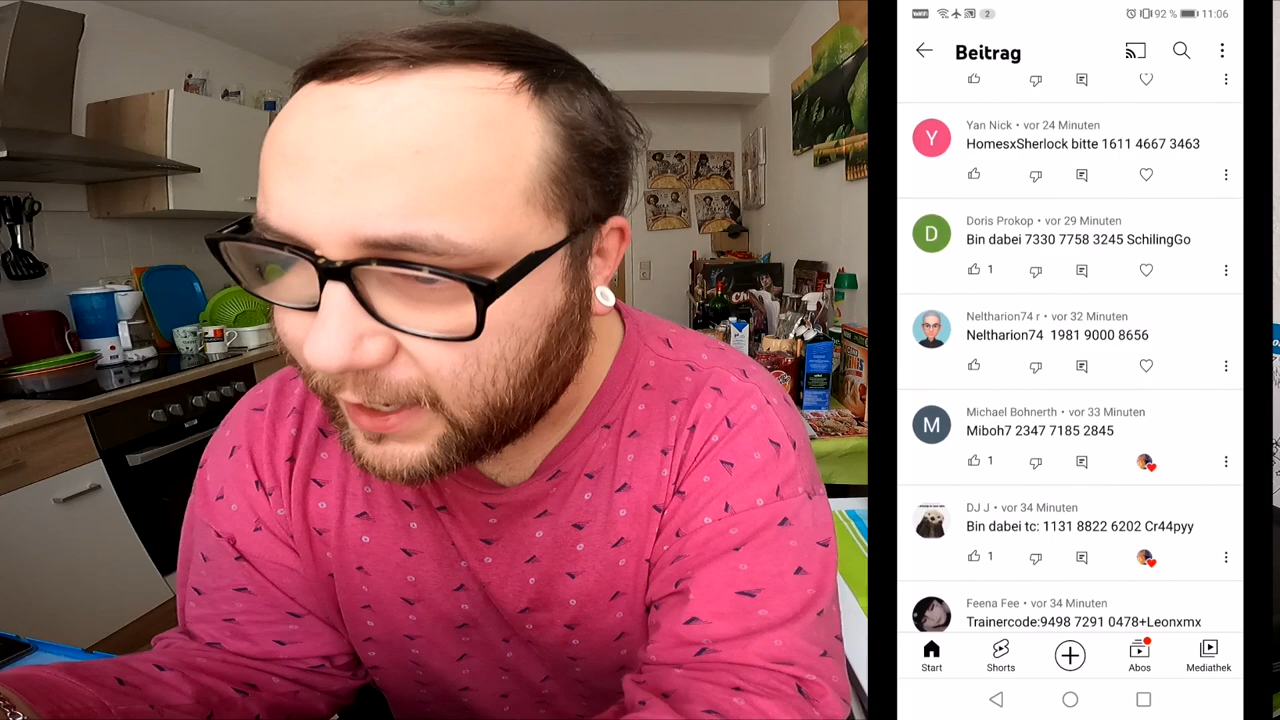 2
92 %
11:06
Beitrag
Yan Nick • vor 24 Minuten
Y
HomesxSherlock bitte 1611 4667 3463
Doris Prokop • vor 29 Minuten
D
Bin dabei 7330 7758 3245 SchilingGo
1
Neltharion74 r • vor 32 Minuten
Neltharion74 1981 9000 8656
Michael Bohnerth • vor 33 Minuten
M
Miboh7 2347 7185 2845
1
DJ J • vor 34 Minuten
Bin dabei tc: 1131 8822 6202 Cr44pyy
1
Feena Fee • vor 34 Minuten
Trainercode:9498 7291 0478+Leonxmx
Start
Shorts
Abos
Mediathek